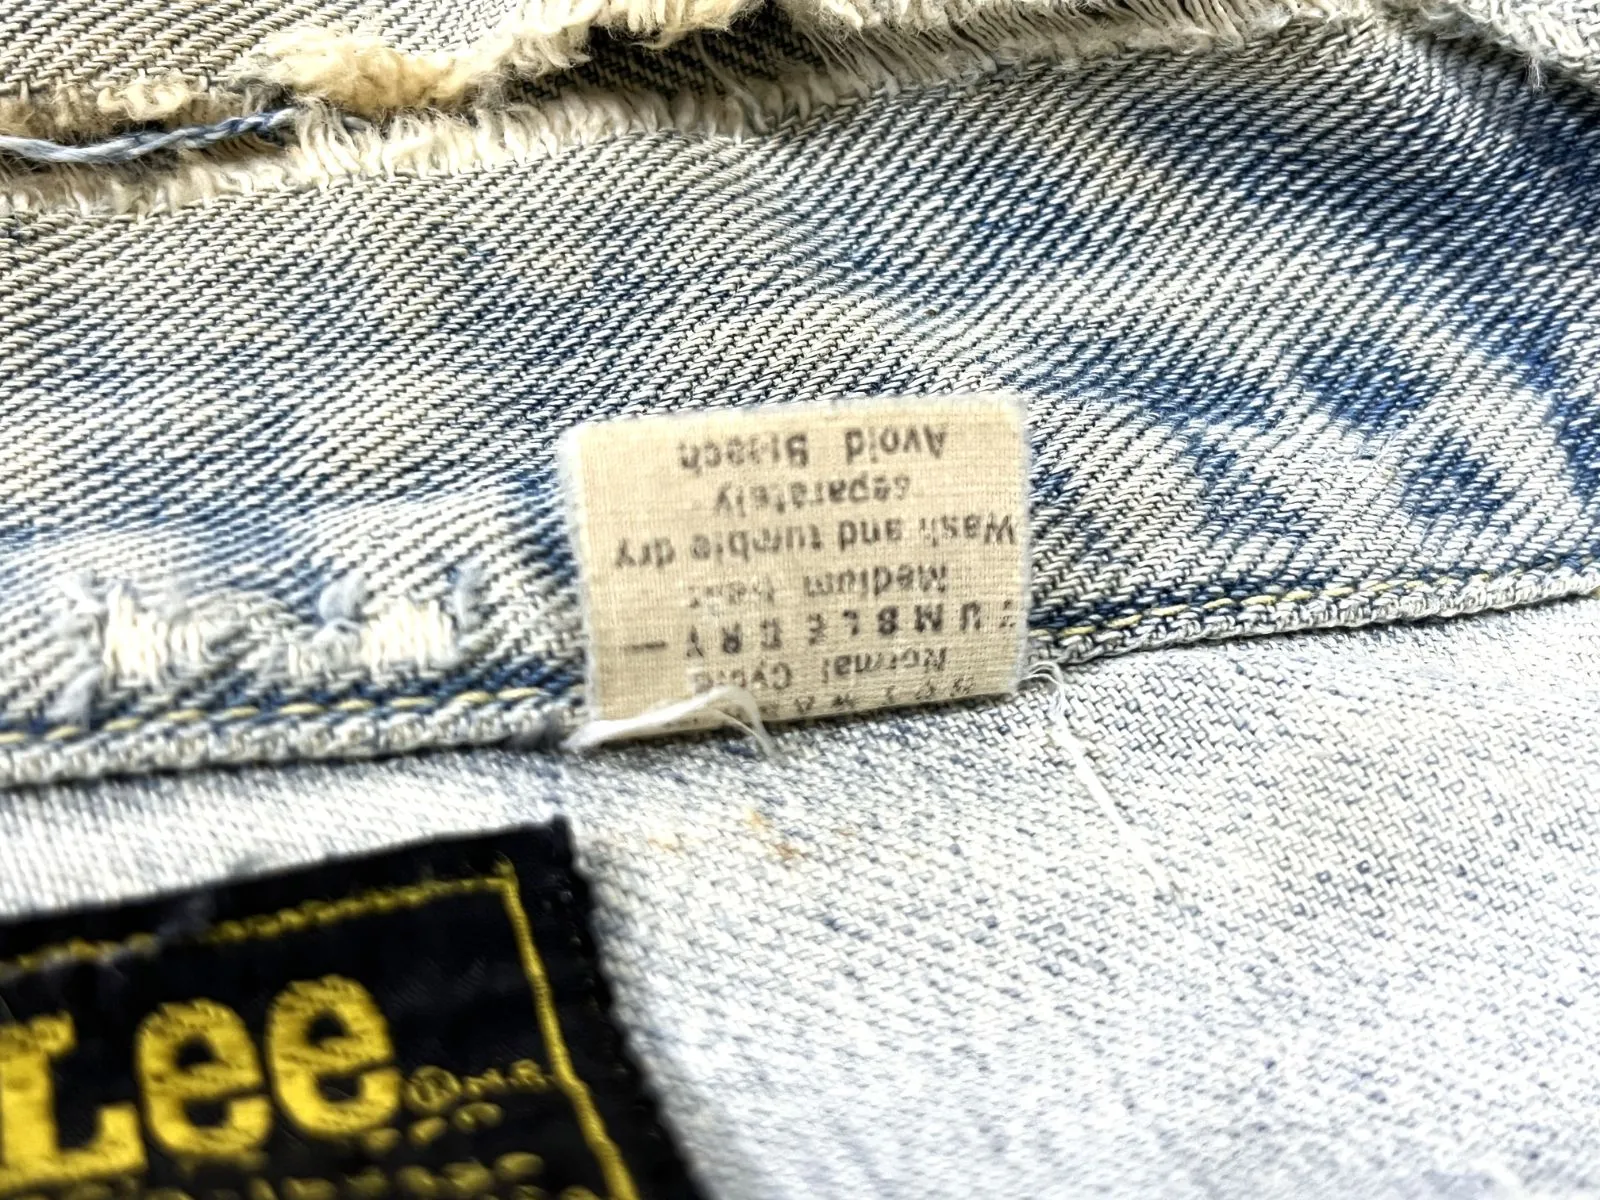 Normal Cycle
TUMBLE DRY —
Medium heat
Wash and tumble dry
separately
Avoid Bleach
Lee ® M.R.